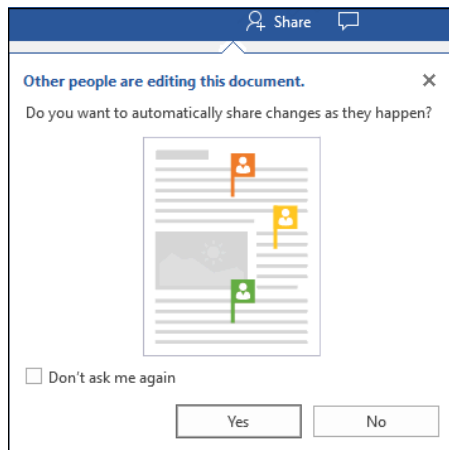 Share
Other people are editing this document.
Do you want to automatically share changes as they happen?
Don't ask me again
Yes No